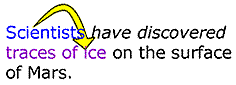 Scientists have discovered
traces of ice on the surface
of Mars.